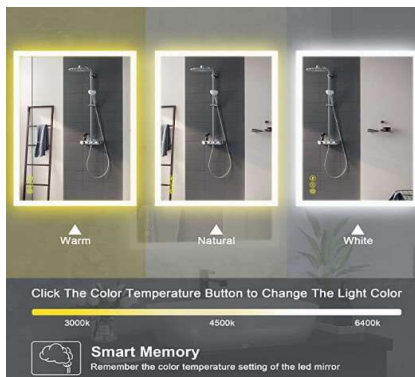 Warm
Natural
White
Click The Color Temperature Button to Change The Light Color
3000k
4500k
6400k
Smart Memory
Remember the color temperature setting of the led mirror